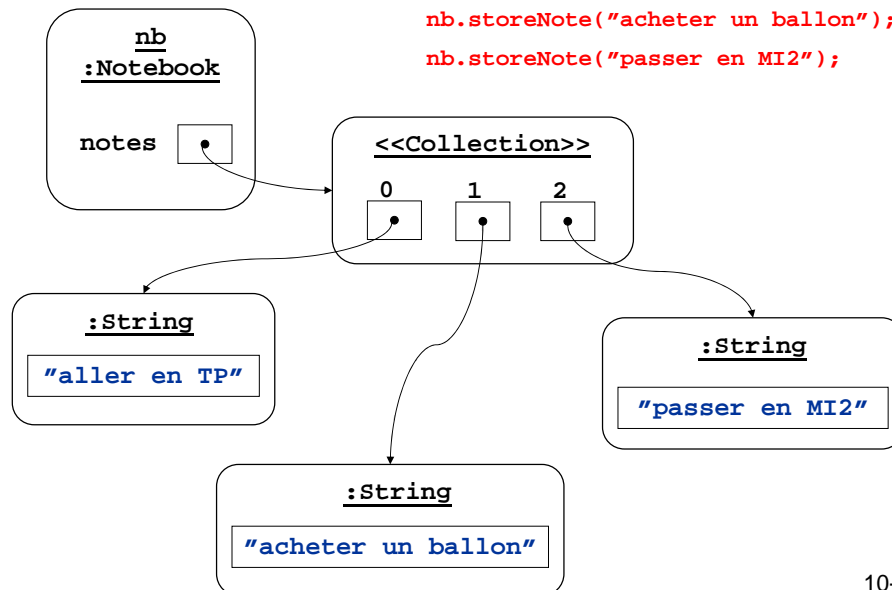 nb.storeNote("acheter un ballon");
nb.storeNote("passer en MI2");
nb
:Notebook
notes
<<Collection>>
0 1 2
:String
"aller en TP"
:String
"passer en MI2"
:String
"acheter un ballon"
10-